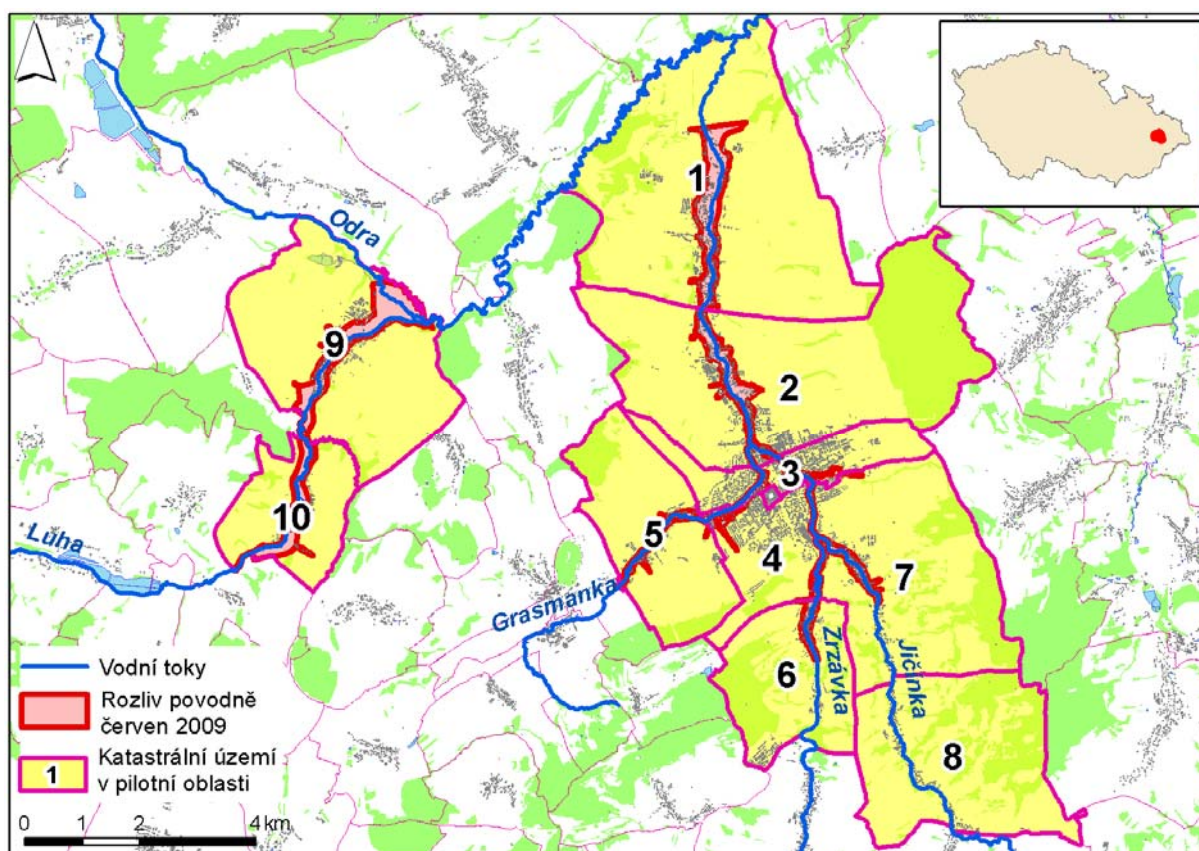 1
Odra
9
2
3
10
5
4
7
Luha
Grasmanka
6
Zrzávka
Jičínka
8
Vodní toky
Rozliv povodně
červen 2009
1
Katastrální území
v pilotní oblasti
0 1 2 4 km